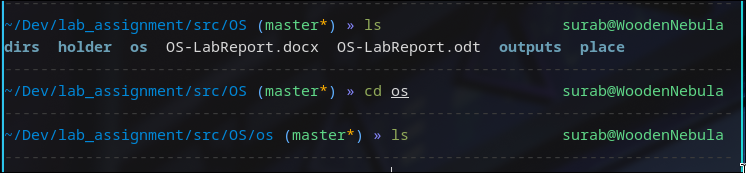 ~/Dev/lab_assignment/src/OS (master*) » ls surab@WoodenNebula
dirs holder os OS-LabReport.docx OS-LabReport.odt outputs place
~/Dev/lab_assignment/src/OS (master*) » cd os surab@WoodenNebula
~/Dev/lab_assignment/src/OS/os (master*) » ls surab@WoodenNebula